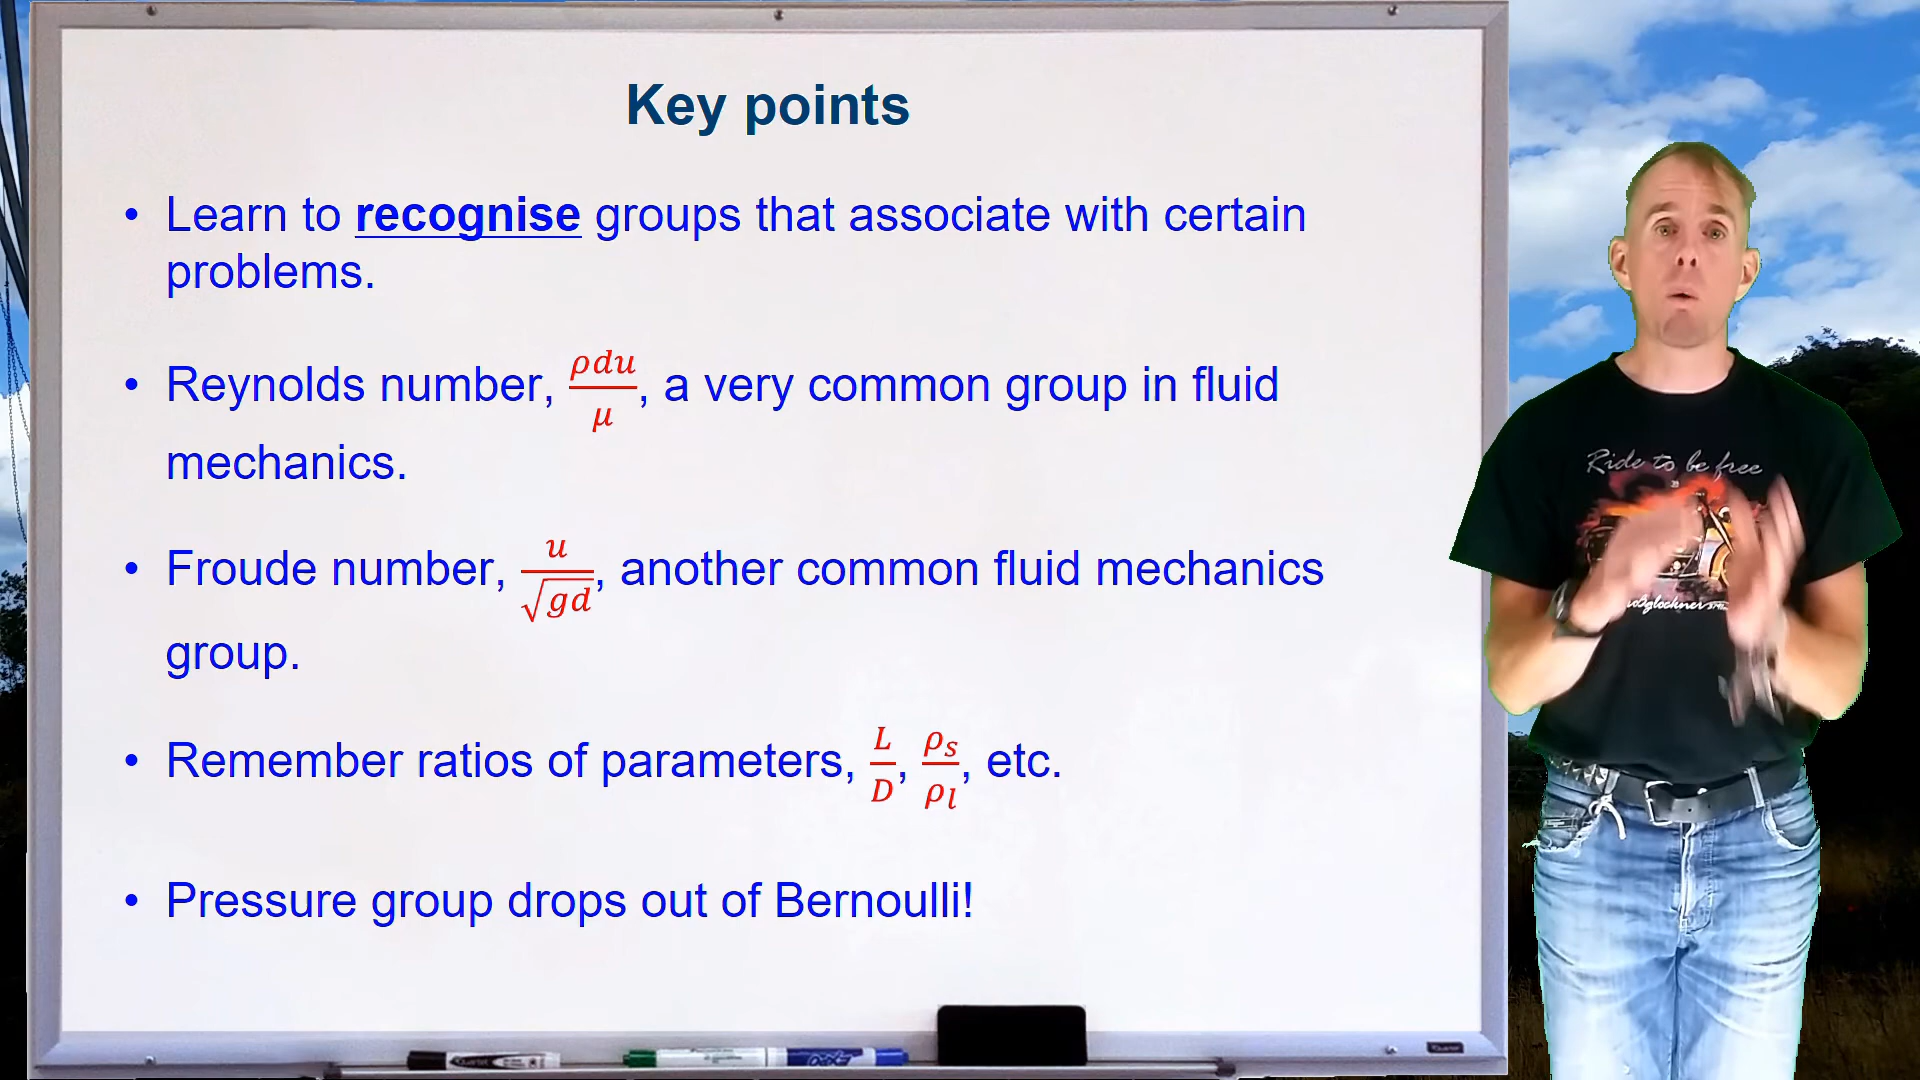 Key points
• Learn to recognise groups that associate with certain
problems.
• Reynolds number, ρdu/μ, a very common group in fluid
mechanics.
• Froude number, u/√gd, another common fluid mechanics
group.
• Remember ratios of parameters, L/D, ρs/ρl, etc.
• Pressure group drops out of Bernoulli!
Ride to be free